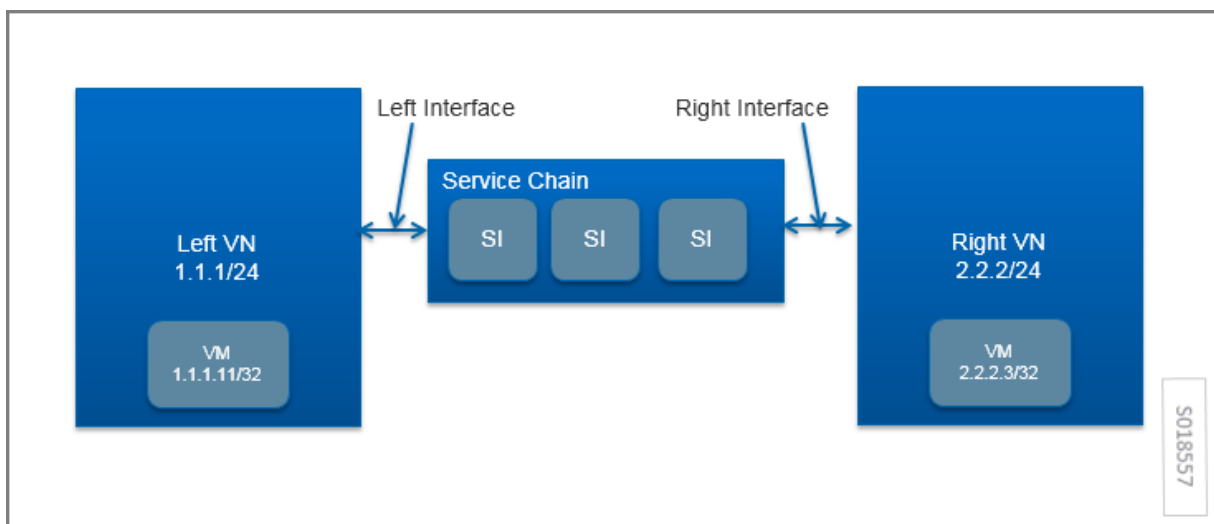 Left Interface
Right Interface
Service Chain
SI
SI
SI
Left VN
1.1.1/24
VM
1.1.1.11/32
Right VN
2.2.2/24
VM
2.2.2.3/32
S018557